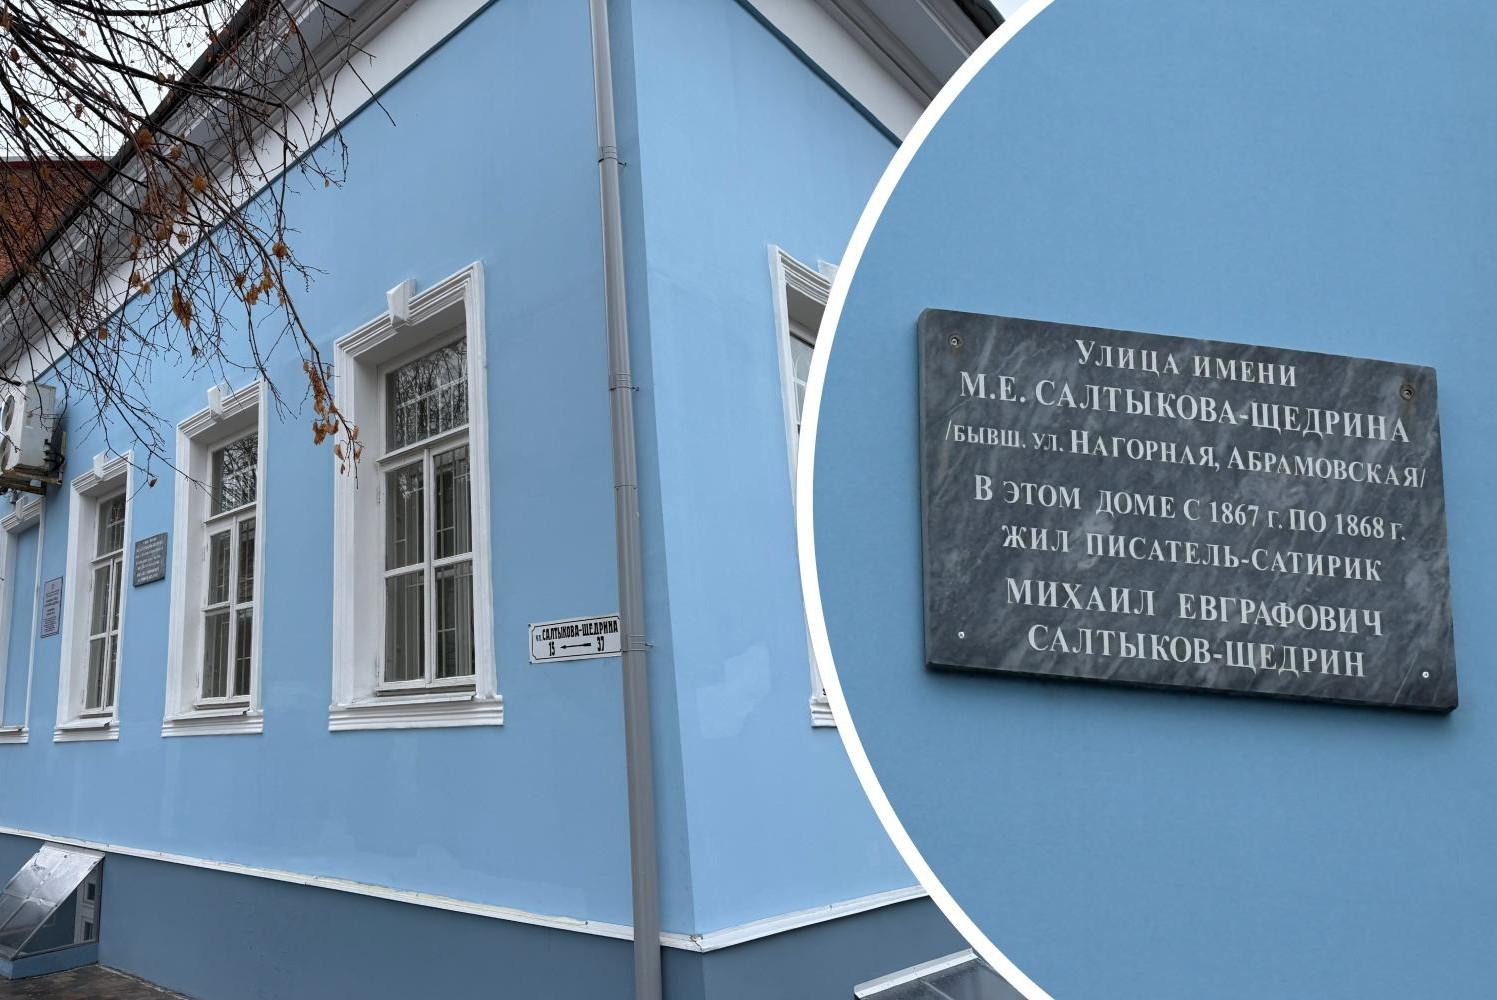 ул. САЛТЫКОВА-ЩЕДРИНА
15 37
УЛИЦА ИМЕНИ
М.Е. САЛТЫКОВА-ЩЕДРИНА
/БЫВШ. УЛ. НАГОРНАЯ, АБРАМОВСКАЯ/
В ЭТОМ ДОМЕ С 1867 г. ПО 1868 г.
ЖИЛ ПИСАТЕЛЬ-САТИРИК
МИХАИЛ ЕВГРАФОВИЧ
САЛТЫКОВ-ЩЕДРИН